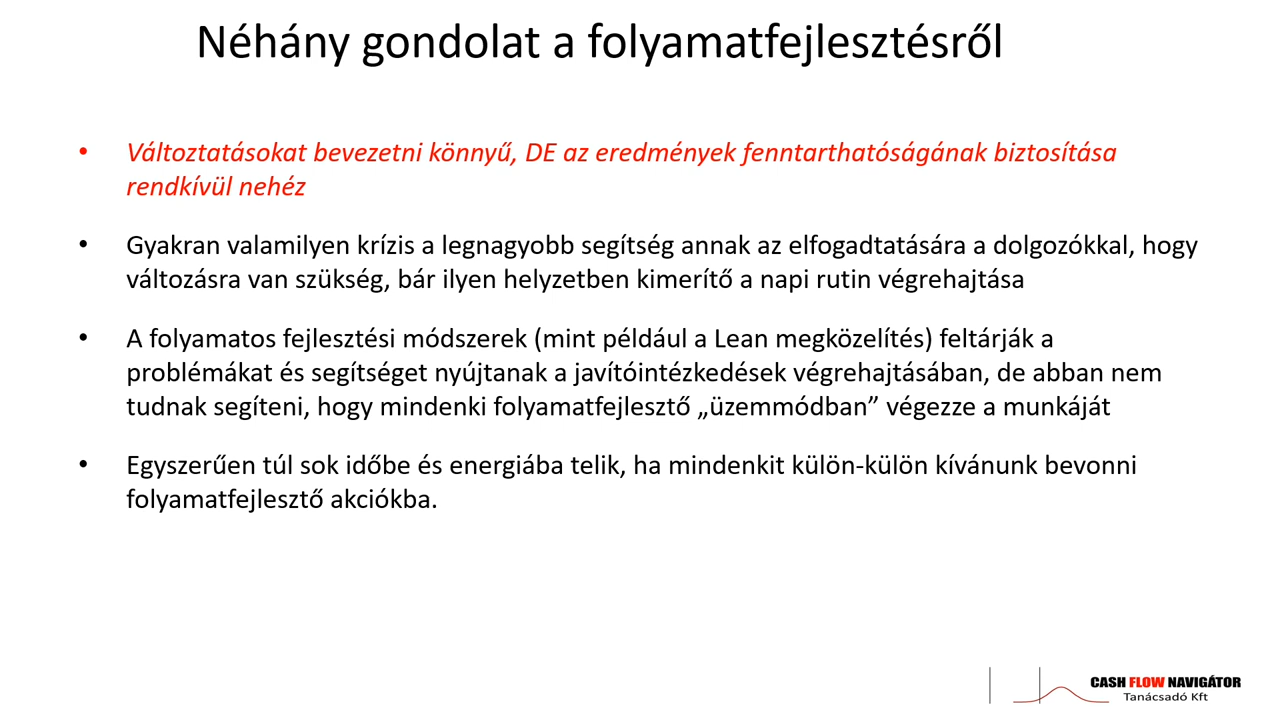 Néhány gondolat a folyamatfejlesztésről
• Változtatásokat bevezetni könnyű, DE az eredmények fenntarthatóságának biztosítása
rendkívül nehéz
• Gyakran valamilyen krízis a legnagyobb segítség annak az elfogadtatására a dolgozókkal, hogy
változásra van szükség, bár ilyen helyzetben kimerítő a napi rutin végrehajtása
• A folyamatos fejlesztési módszerek (mint például a Lean megközelítés) feltárják a
problémákat és segítséget nyújtanak a javítóintézkedések végrehajtásában, de abban nem
tudnak segíteni, hogy mindenki folyamatfejlesztő „üzemmódban” végezze a munkáját
• Egyszerűen túl sok időbe és energiába telik, ha mindenkit külön-külön kívánunk bevonni
folyamatfejlesztő akciókba.
CASH FLOW NAVIGÁTOR
Tanácsadó Kft